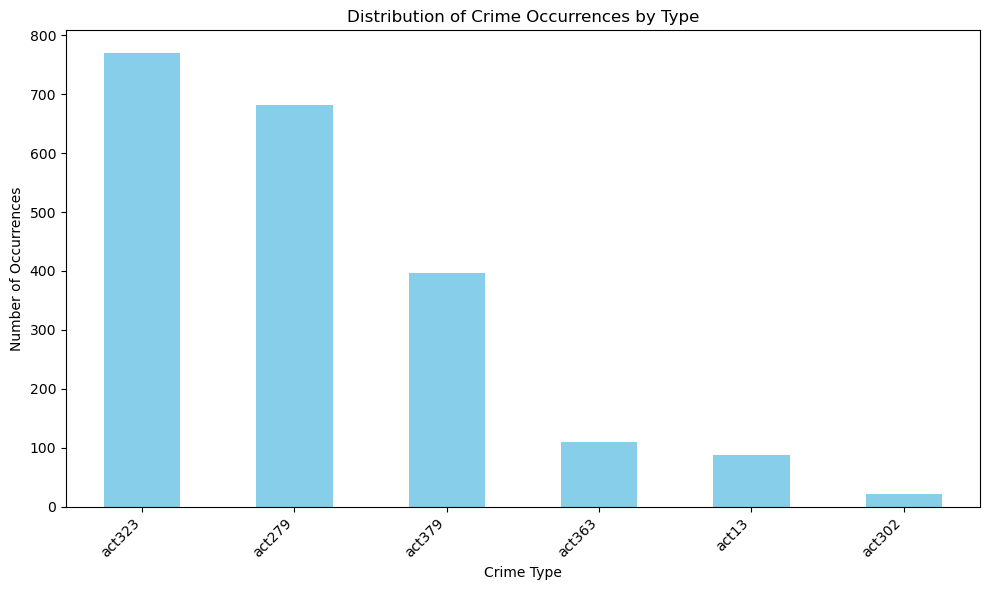 Distribution of Crime Occurrences by Type
Number of Occurrences
800
700
600
500
400
300
200
100
0
act323
act279
act379
act363
act13
act302
Crime Type